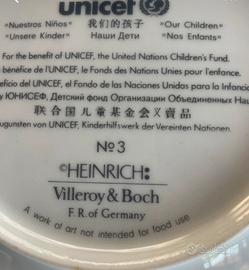 unicef
"Nuestros Niños" 我们的孩子 "Our Children"
"Unsere Kinder" Наши Дети "Nos Enfants"
For the benefit of UNICEF, the United Nations Children's Fund.
bénéfice de l'UNICEF, le Fonds des Nations Unies pour l'enfance.
beneficio del UNICEF, el Fondo de las Naciones Unidas para la Infancia
ЮНИСЕФ, Детский фонд Организации Объединенных
联合国儿童基金会义卖品
zugunsten von UNICEF, Kinderhilfswerk der Vereinten Nationen.
No 3
©HEINRICH:
Villeroy & Boch
F. R. of Germany
A work of art not intended for food use